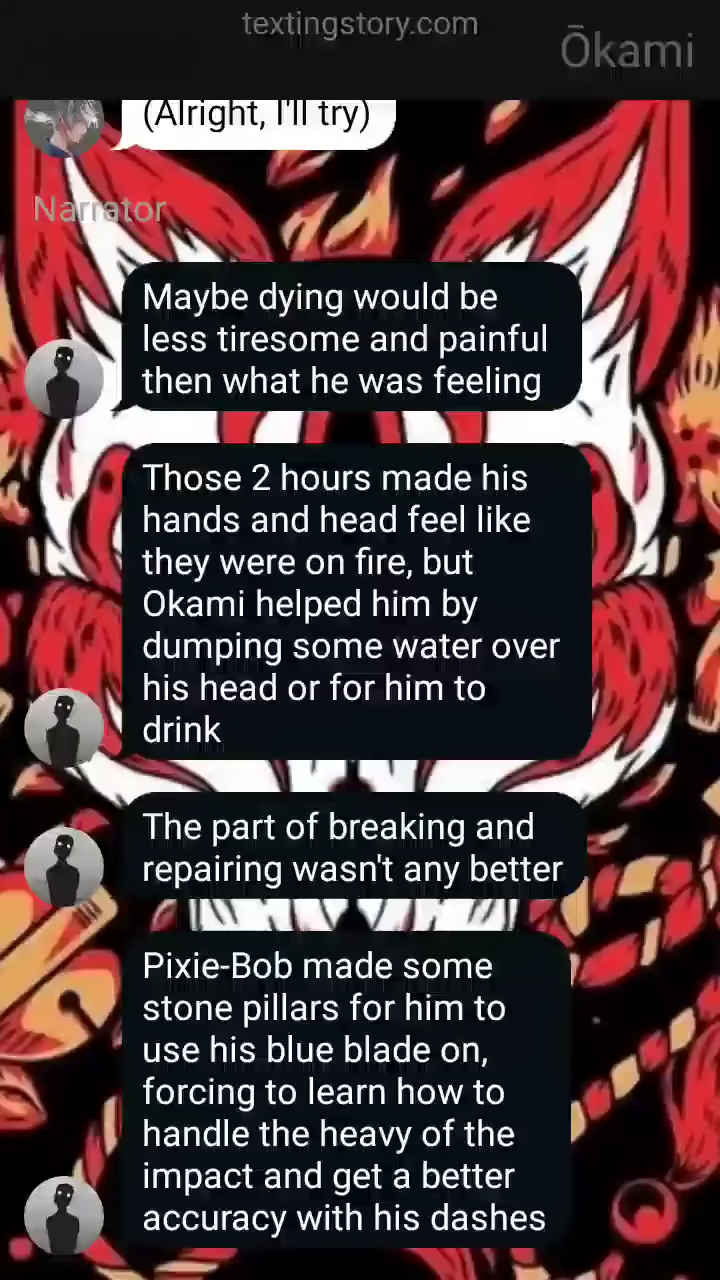 textingstory.com
Ōkami
(Alright, I'll try)
Narrator
Maybe dying would be
less tiresome and painful
then what he was feeling
Those 2 hours made his
hands and head feel like
they were on fire, but
Okami helped him by
dumping some water over
his head or for him to
drink
The part of breaking and
repairing wasn't any better
Pixie-Bob made some
stone pillars for him to
use his blue blade on,
forcing to learn how to
handle the heavy of the
impact and get a better
accuracy with his dashes